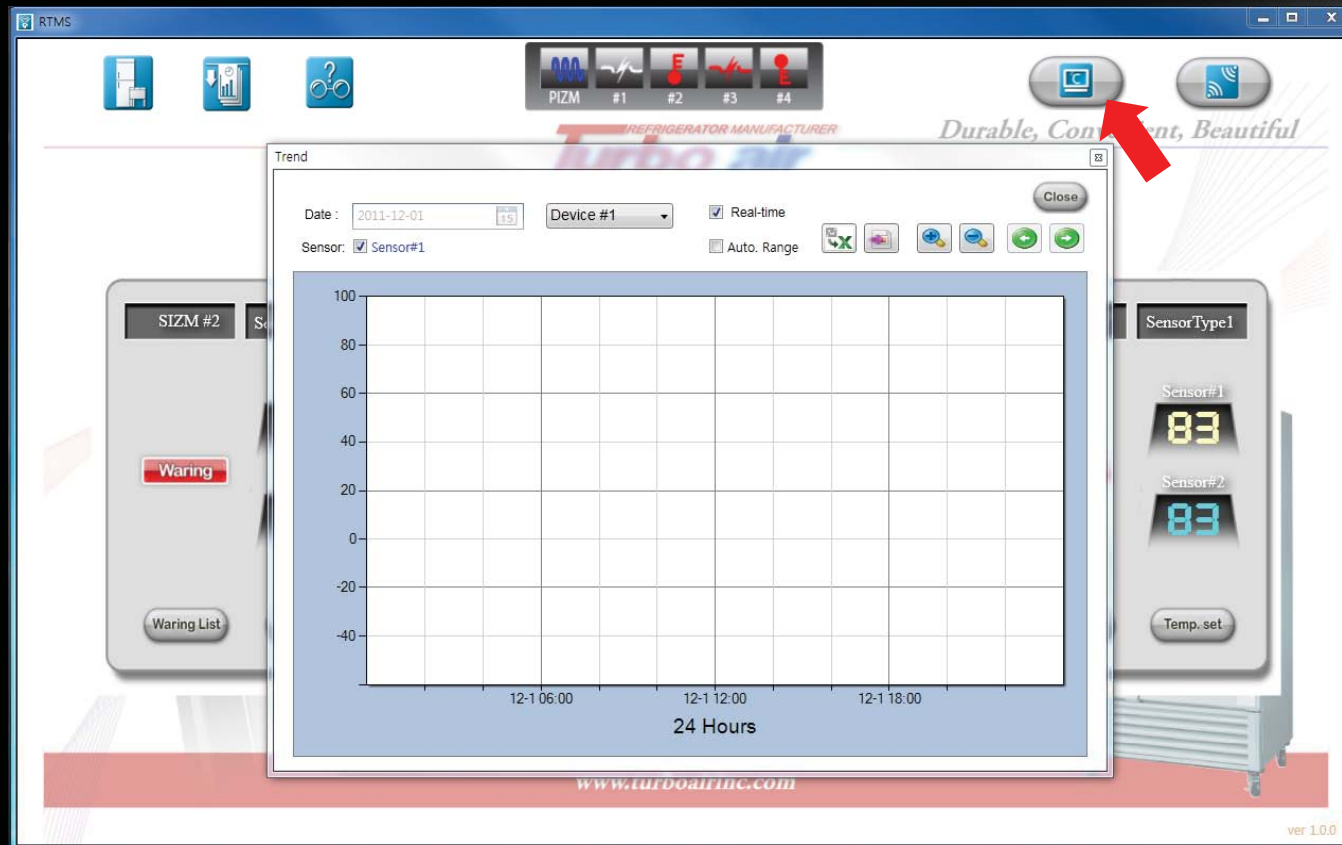 RTMS
PIZM #1 #2 #3 #4
REFRIGERATOR MANUFACTURER
Turbo air
Durable, Convenient, Beautiful
Trend
Close
Date : 2011-12-01 15 Device #1 Real-time
Sensor: Sensor#1 Auto. Range
SIZM #2
SensorType1
Sensor#1
83
Sensor#2
83
Waring
Waring List
Temp. set
100
80
60
40
20
0
-20
-40
12-1 06:00 12-1 12:00 12-1 18:00
24 Hours
www.turboairinc.com
ver 1.0.0